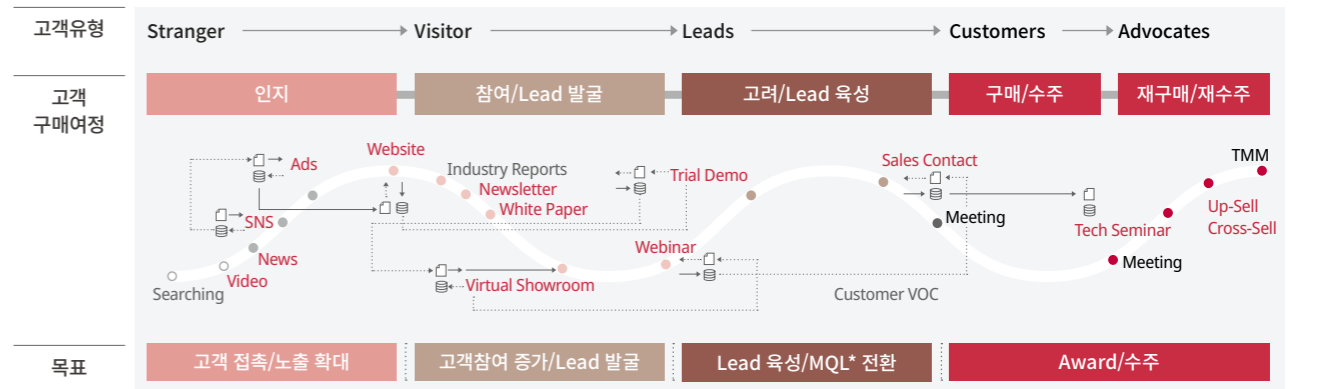 고객유형
Stranger
Visitor
Leads
Customers
Advocates
고객
구매여정
인지
참여/Lead 발굴
고려/Lead 육성
구매/수주
재구매/재수주
Ads
Website
Industry Reports
Newsletter
White Paper
Trial Demo
Sales Contact
TMM
SNS
News
Video
Searching
Virtual Showroom
Webinar
Meeting
Customer VOC
Tech Seminar
Meeting
Up-Sell
Cross-Sell
목표
고객 접촉/노출 확대
고객참여 증가/Lead 발굴
Lead 육성/MQL* 전환
Award/수주